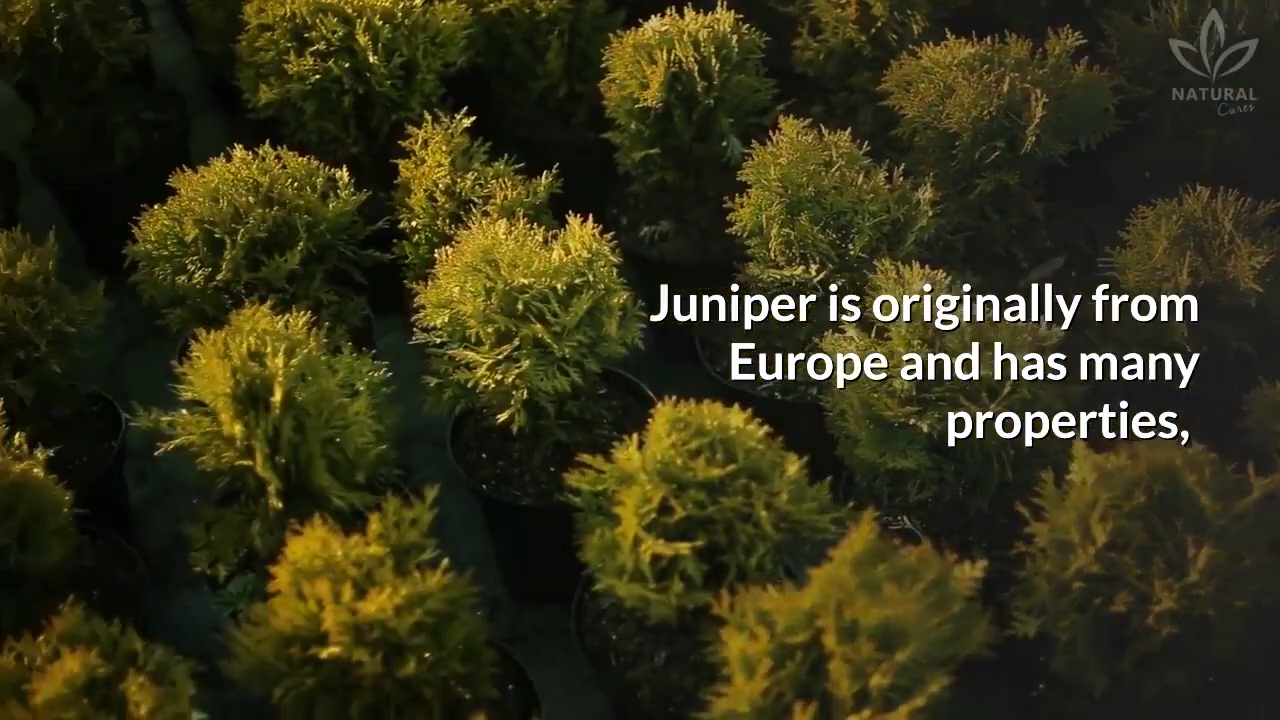 NATURAL
Cures
Juniper is originally from
Europe and has many
properties,